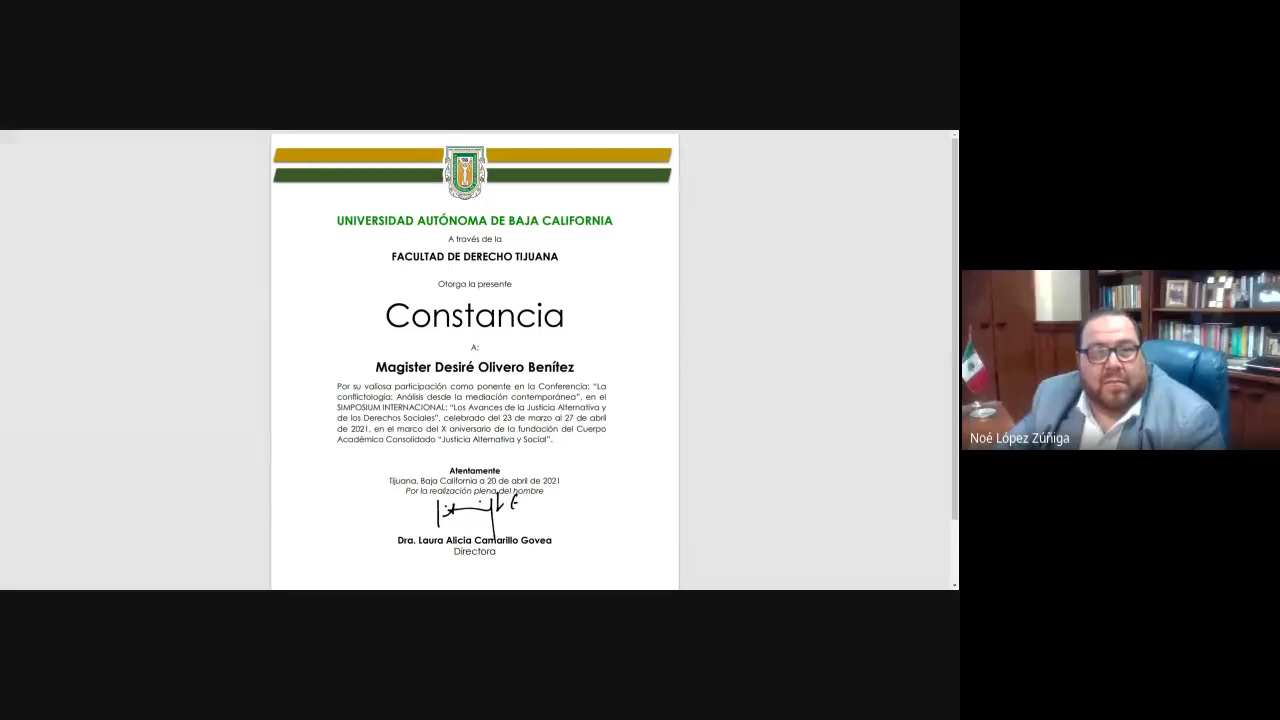 UNIVERSIDAD AUTÓNOMA DE BAJA CALIFORNIA
A través de la
FACULTAD DE DERECHO TIJUANA
Otorga la presente
Constancia
A:
Magister Desiré Olivero Benítez
Por su valiosa participación como ponente en la Conferencia: “La
conflictología: Análisis desde la mediación contemporánea”, en el
SIMPOSIUM INTERNACIONAL: “Los Avances de la Justicia Alternativa y
de los Derechos Sociales”, celebrado del 23 de marzo al 27 de abril
de 2021, en el marco del X aniversario de la fundación del Cuerpo
Académico Consolidado “Justicia Alternativa y Social”.
Atentamente
Tijuana, Baja California a 20 de abril de 2021
Por la realización plena del hombre
Dra. Laura Alicia Camarillo Govea
Directora
Noé López Zúñiga